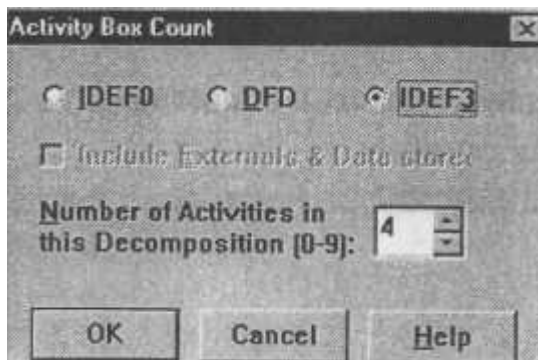 Activity Box Count
IDEF0 DFD IDEF3
Include Externals & Data stores
Number of Activities in
this Decomposition (0-9): 4
OK Cancel Help